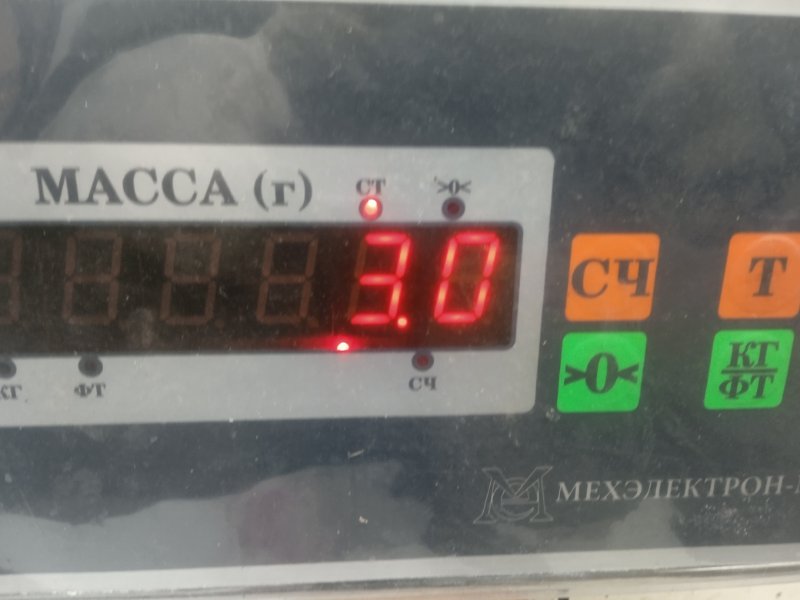 МАССА (г) СТ >0<
3.0
СЧ Т
>0< КГ/ФТ
КГ ФТ СЧ
МЕХЭЛЕКТРОН-